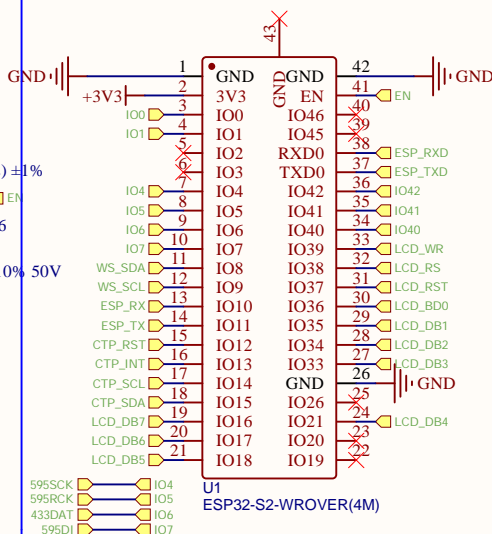 43
GND 1 GND GND 42 GND
+3V3 2 3V3 GND EN 41 EN
IO0 3 IO0 IO46 40
IO1 4 IO1 IO45 39
5 IO2 RXD0 38 ESP_RXD
6 IO3 TXD0 37 ESP_TXD
) ±1%
IO4 7 IO4 IO42 36 IO42
EN
IO5 8 IO5 IO41 35 IO41
6
IO6 9 IO6 IO40 34 IO40
IO7 10 IO7 IO39 33 LCD_WR
0% 50V
WS_SDA 11 IO8 IO38 32 LCD_RS
WS_SCL 12 IO9 IO37 31 LCD_RST
ESP_RX 13 IO10 IO36 30 LCD_BD0
ESP_TX 14 IO11 IO35 29 LCD_DB1
CTP_RST 15 IO12 IO34 28 LCD_DB2
CTP_INT 16 IO13 IO33 27 LCD_DB3
CTP_SCL 17 IO14 GND 26 GND
CTP_SDA 18 IO15 IO26 25
LCD_DB7 19 IO16 IO21 24 LCD_DB4
LCD_DB6 20 IO17 IO20 23
LCD_DB5 21 IO18 IO19 22
595SCK IO4
595RCK IO5
433DAT IO6
595DI IO7
U1
ESP32-S2-WROVER(4M)